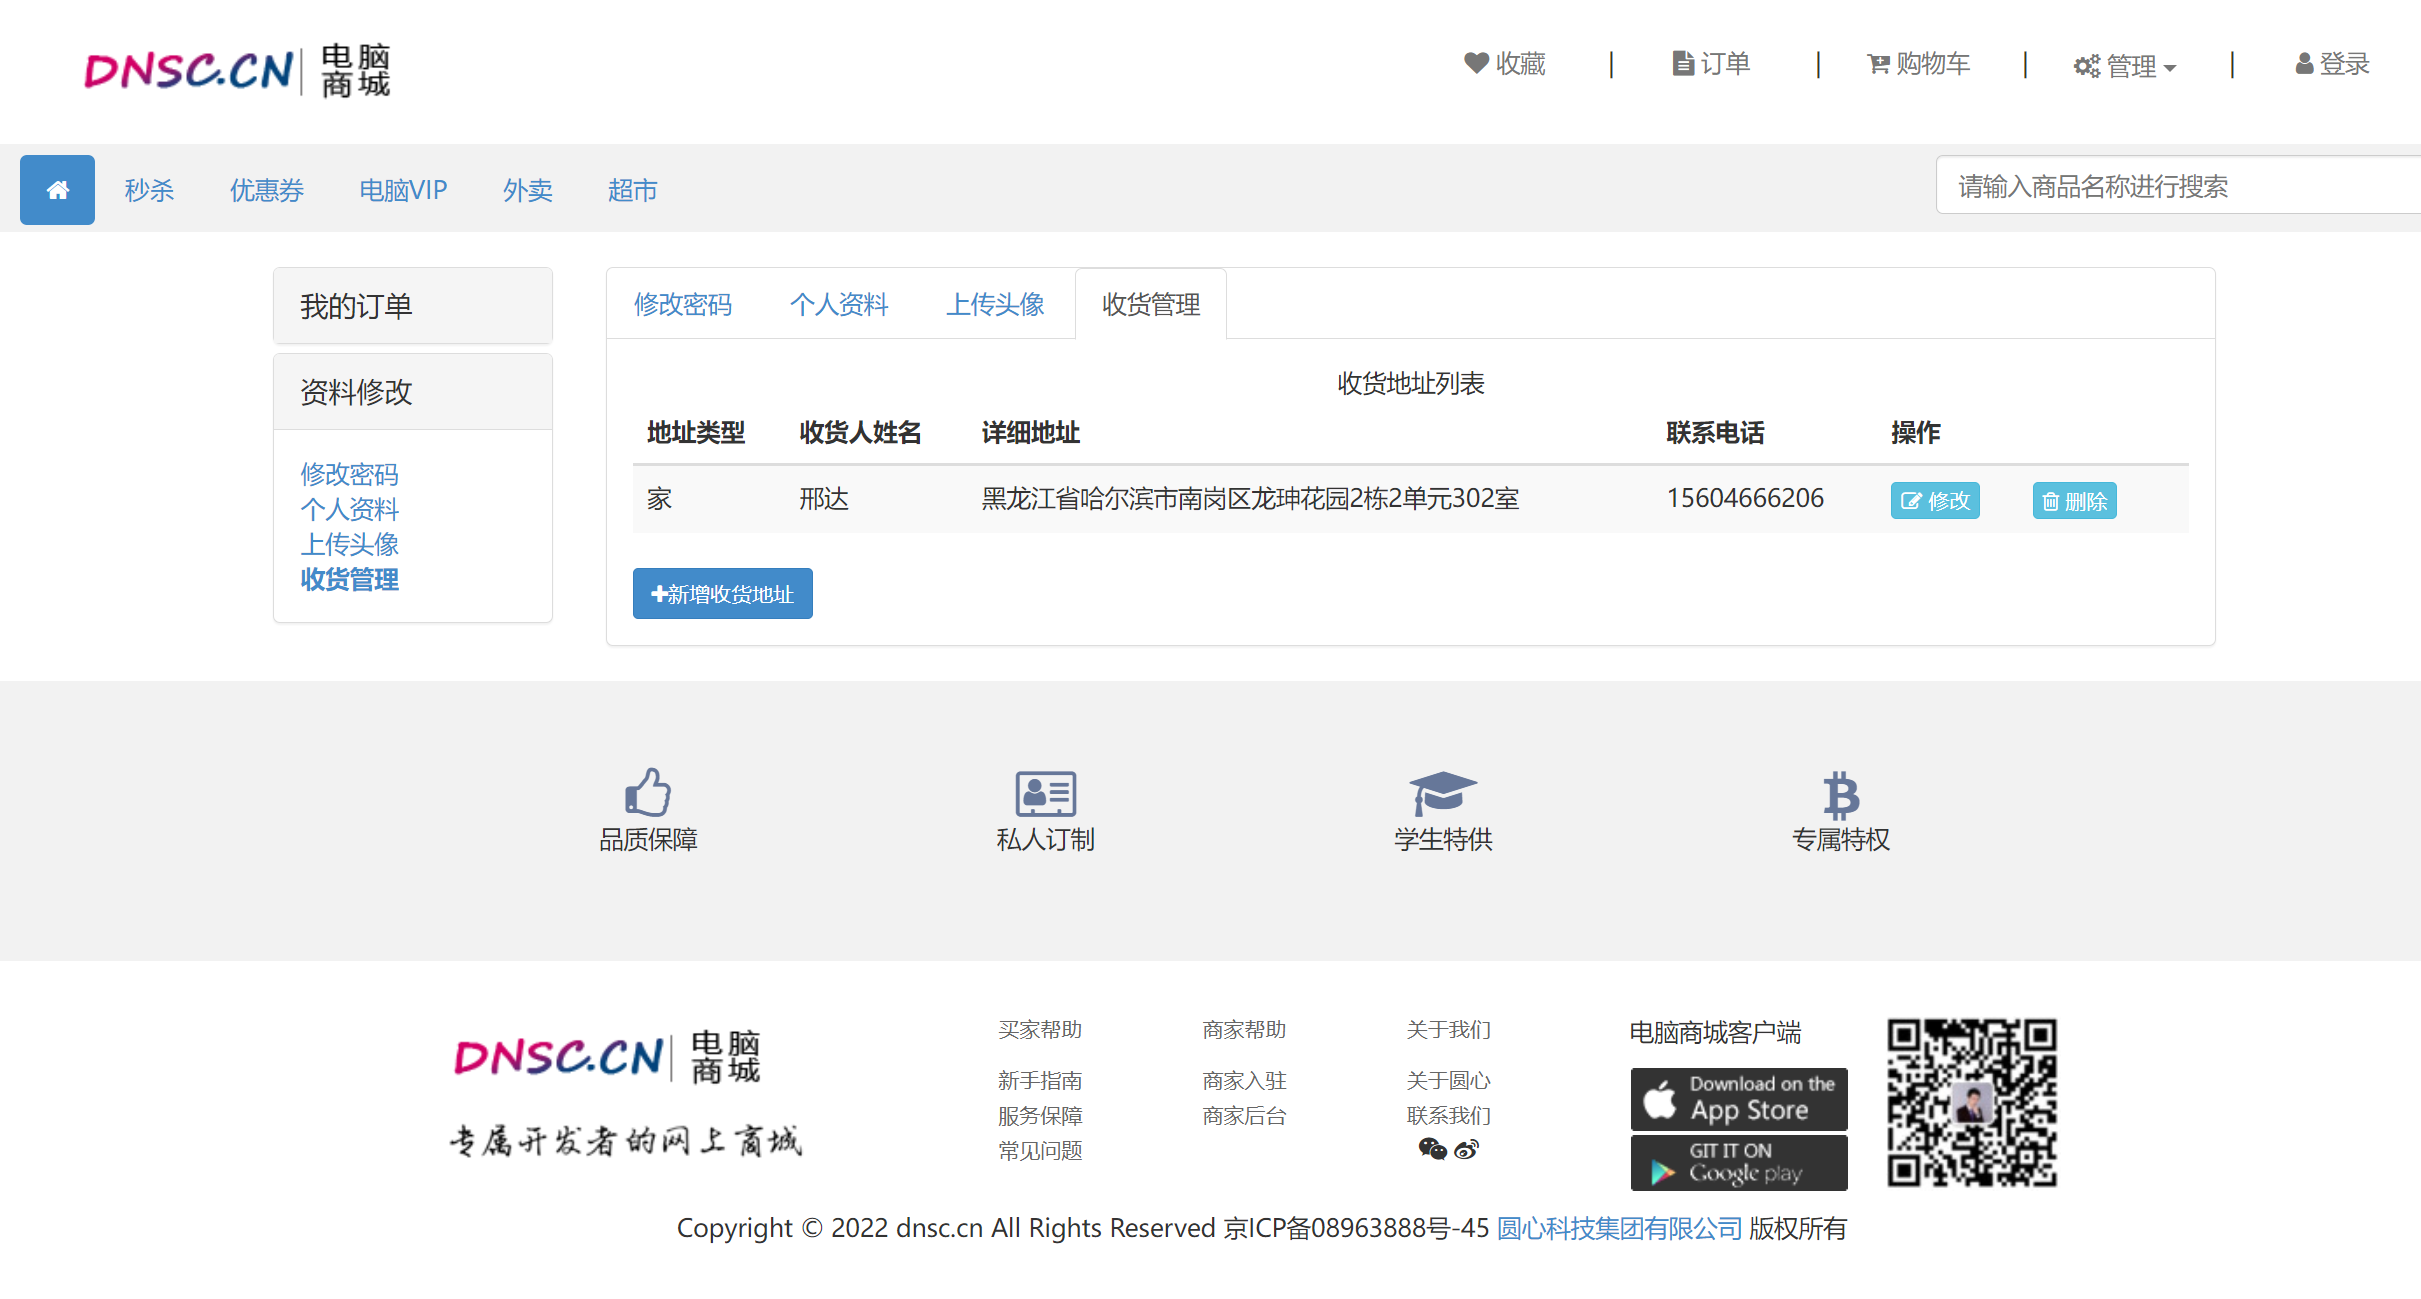 DNSC.CN 电脑商城
收藏 | 订单 | 购物车 | 管理 | 登录
秒杀 优惠券 电脑VIP 外卖 超市 请输入商品名称进行搜索
我的订单
资料修改
修改密码
个人资料
上传头像
收货管理
修改密码 个人资料 上传头像 收货管理
收货地址列表
地址类型 收货人姓名 详细地址 联系电话 操作
家 邢达 黑龙江省哈尔滨市南岗区龙珅花园2栋2单元302室 15604666206 修改 删除
新增收货地址
品质保障 私人订制 学生特供 专属特权
DNSC.CN 电脑商城
专属开发者的网上商城
买家帮助
新手指南
服务保障
常见问题
商家帮助
商家入驻
商家后台
关于我们
关于圆心
联系我们
电脑商城客户端
Download on the
App Store
GIT IT ON
Google play
Copyright © 2022 dnsc.cn All Rights Reserved 京ICP备08963888号-45 圆心科技集团有限公司 版权所有